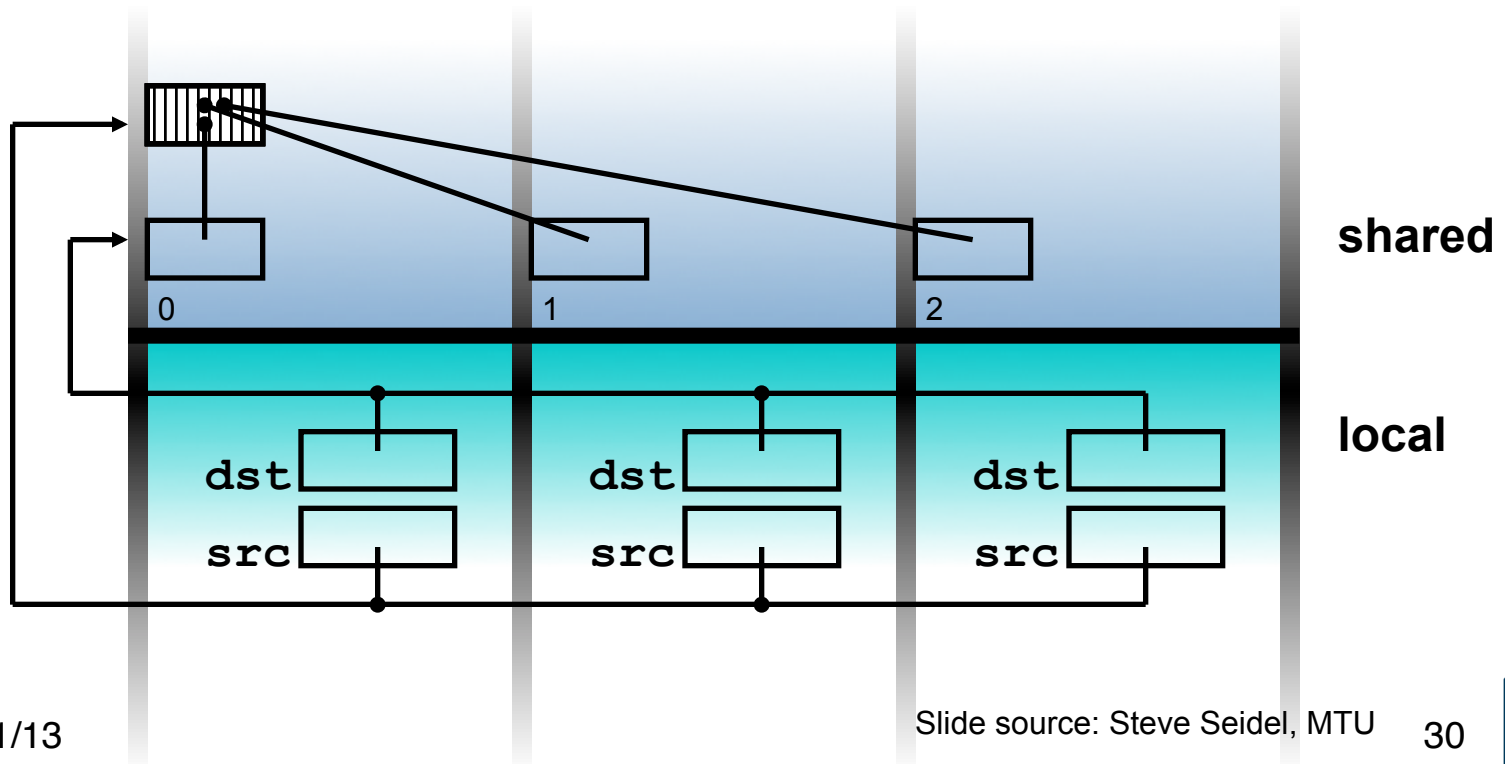 shared
0 1 2
local
dst dst dst
src src src
1/13
Slide source: Steve Seidel, MTU
30